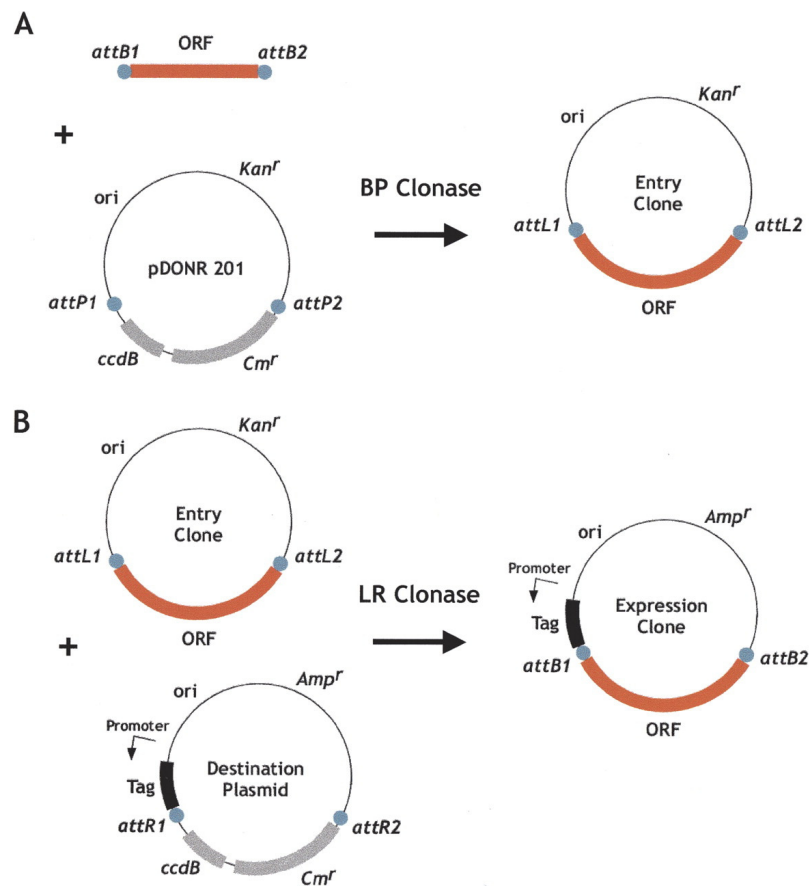 A
attB1 ORF attB2
+
Kanʳ
ori
pDONR 201
attP1 attP2
ccdB Cmʳ
BP Clonase
Kanʳ
ori
Entry
Clone
attL1 attL2
ORF
B
Kanʳ
ori
Entry
Clone
attL1 attL2
ORF
+
Ampʳ
ori
Promoter
Tag
Destination
Plasmid
attR1 attR2
ccdB
Cmʳ
LR Clonase
Ampʳ
ori
Promoter
Tag
Expression
Clone
attB1 attB2
ORF